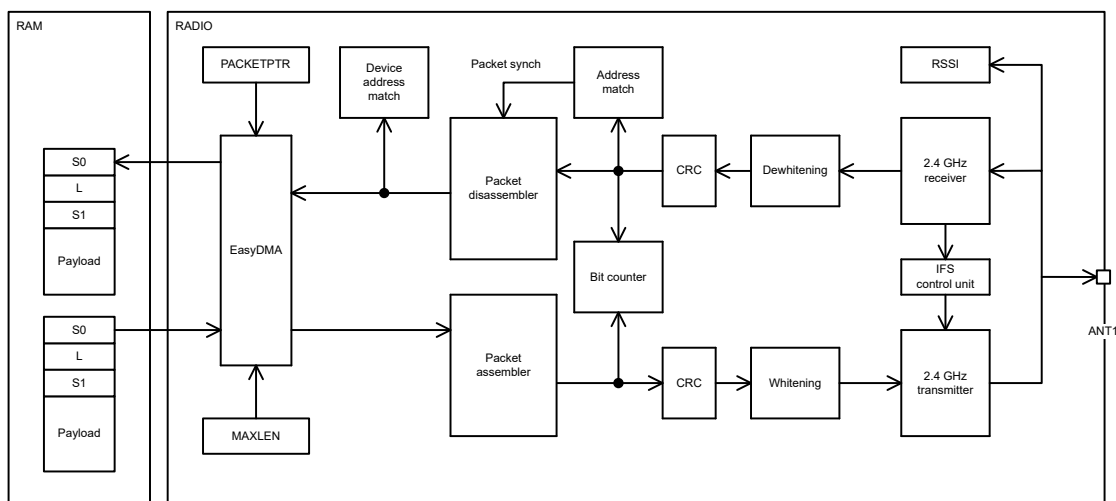 RAM
RADIO
PACKETPTR
Device
address
match
Packet synch
Address
match
RSSI
S0
L
S1
Payload
EasyDMA
Packet
disassembler
CRC
Dewhitening
2.4 GHz
receiver
Bit counter
IFS
control unit
ANT1
S0
L
S1
Payload
Packet
assembler
CRC
Whitening
2.4 GHz
transmitter
MAXLEN